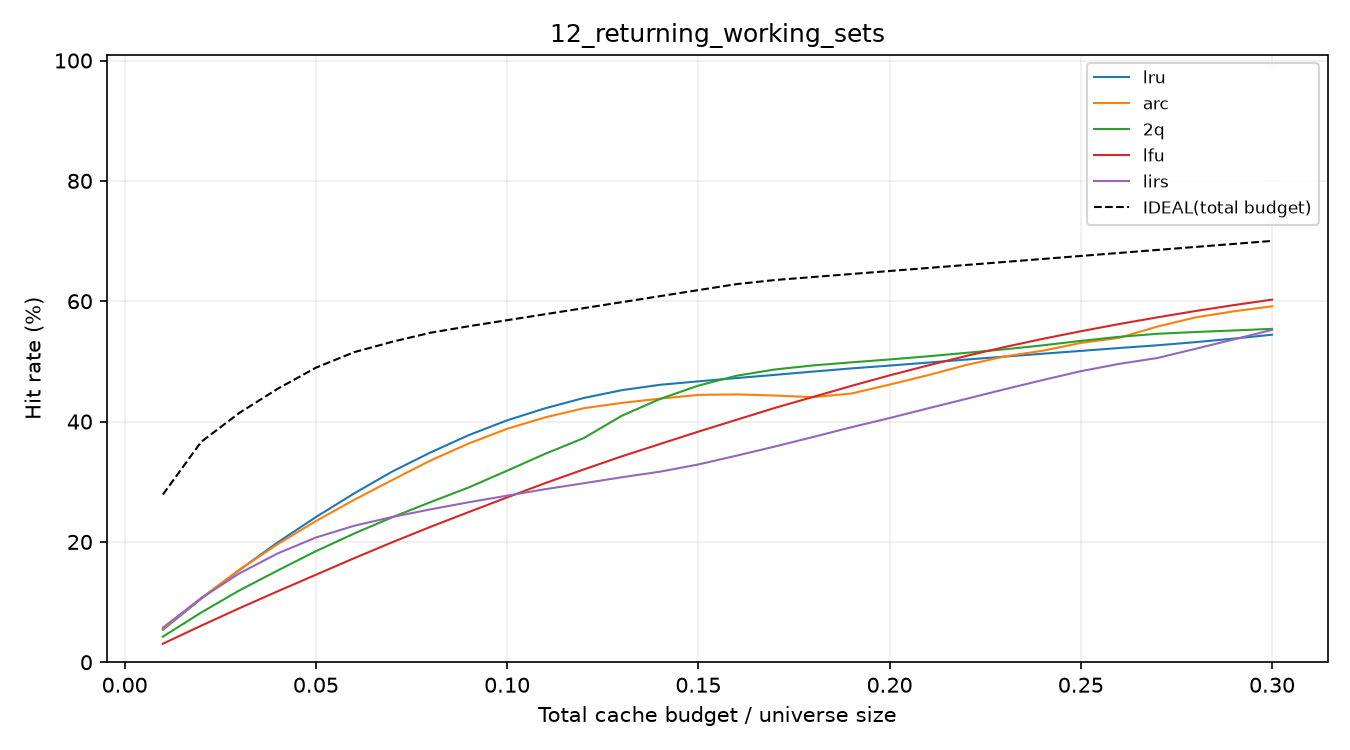 12_returning_working_sets
Hit rate (%)
100
80
60
40
20
0
0.00 0.05 0.10 0.15 0.20 0.25 0.30
Total cache budget / universe size
lru
arc
2q
lfu
lirs
IDEAL(total budget)